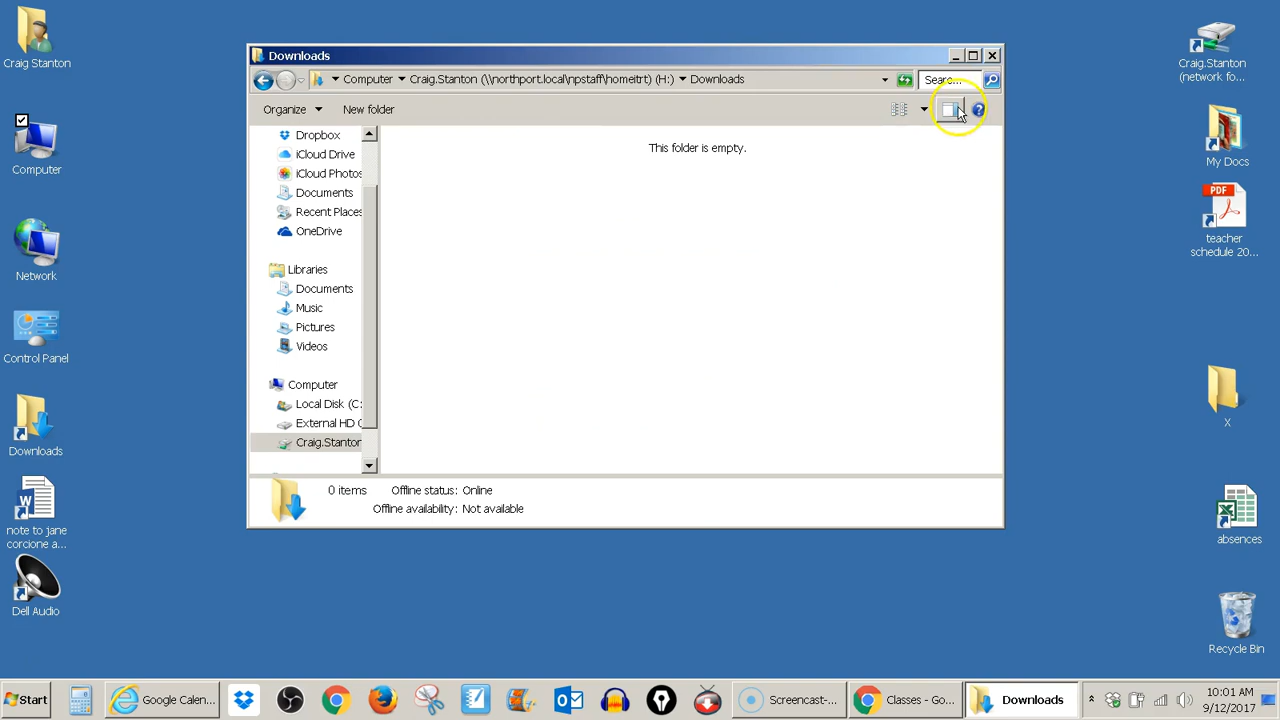 Craig Stanton
Computer
Network
Control Panel
Downloads
note to jane
corcione a...
Dell Audio
Downloads
Computer Craig.Stanton (\\northport.local\npstaff\homeitrt) (H:) Downloads
Searc...
Organize New folder
Dropbox
iCloud Drive
iCloud Photos
Documents
Recent Places
OneDrive
Libraries
Documents
Music
Pictures
Videos
Computer
Local Disk (C:
External HD (
Craig.Stanton
This folder is empty.
0 items Offline status: Online
Offline availability: Not available
Craig.Stanton
(network fo...
My Docs
PDF
teacher
schedule 20...
X
absences
Recycle Bin
Start
Google Calen...
Screencast-...
Classes - Go...
Downloads
10:01 AM
9/12/2017